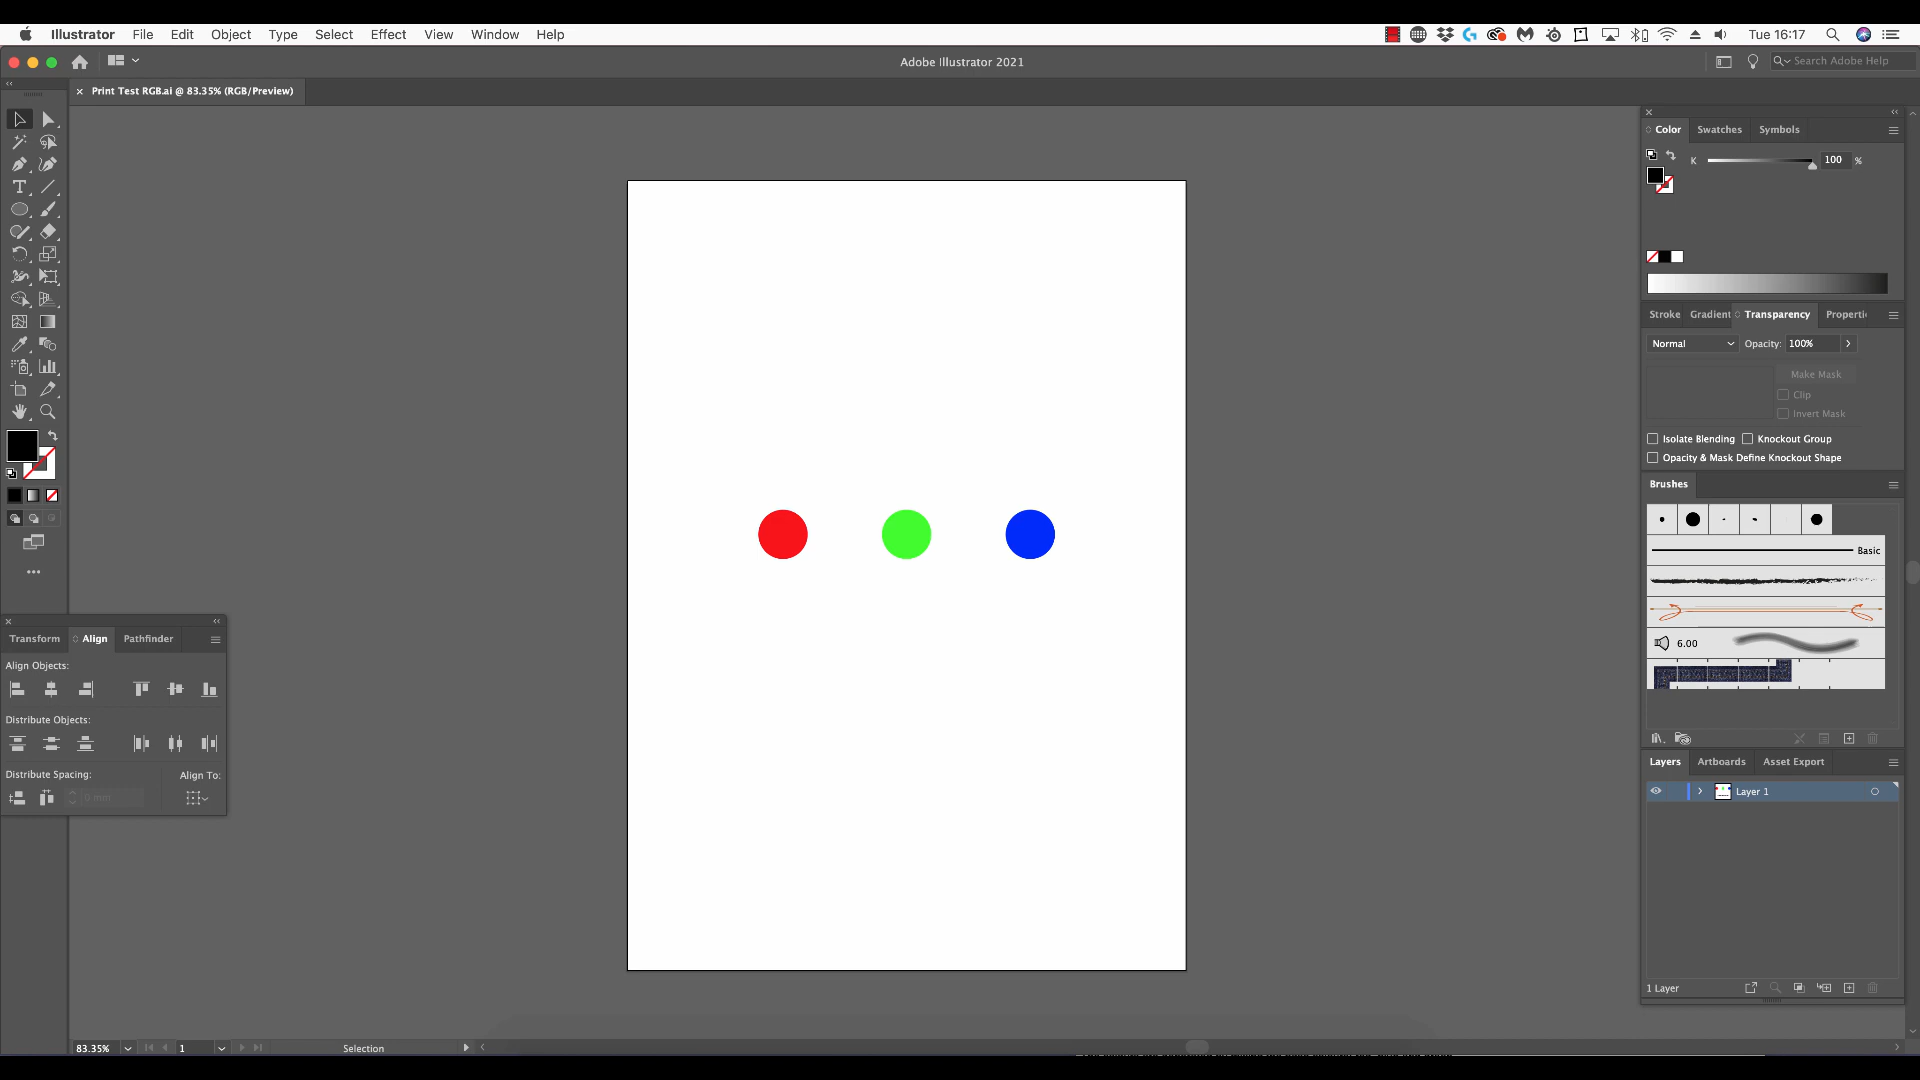 Illustrator File Edit Object Type Select Effect View Window Help
Tue 16:17
Adobe Illustrator 2021
Search Adobe Help
Print Test RGB.ai @ 83.35% (RGB/Preview)
Color Swatches Symbols
K 100 %
Stroke Gradient Transparency Properti
Normal Opacity: 100%
Make Mask
Clip
Invert Mask
Isolate Blending Knockout Group
Opacity & Mask Define Knockout Shape
Brushes
Basic
6.00
Transform Align Pathfinder
Align Objects:
Distribute Objects:
Distribute Spacing: Align To:
0 mm
Layers Artboards Asset Export
Layer 1
1 Layer
83.35% 1 Selection